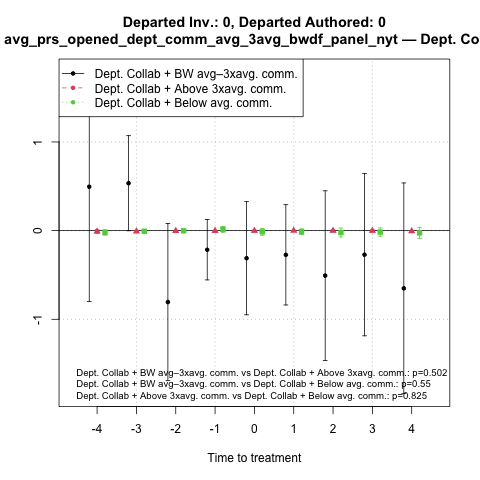 Departed Inv.: 0, Departed Authored: 0
avg_prs_opened_dept_comm_avg_3avg_bwdf_panel_nyt — Dept. Co
Dept. Collab + BW avg–3xavg. comm.
Dept. Collab + Above 3xavg. comm.
Dept. Collab + Below avg. comm.
1
0
-1
Dept. Collab + BW avg–3xavg. comm. vs Dept. Collab + Above 3xavg. comm.: p=0.502
Dept. Collab + BW avg–3xavg. comm. vs Dept. Collab + Below avg. comm.: p=0.55
Dept. Collab + Above 3xavg. comm. vs Dept. Collab + Below avg. comm.: p=0.825
-4 -3 -2 -1 0 1 2 3 4
Time to treatment